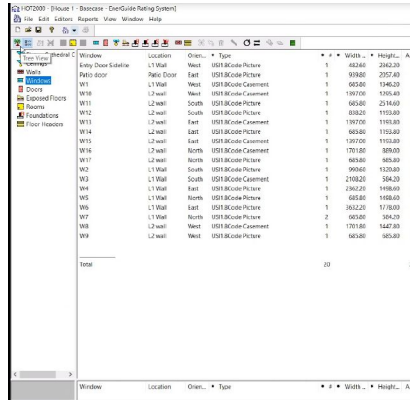 HOT2000 - [House 1 - Basecase - EnerGuide Rating System]
File Edit Editors Reports View Window Help
Tree View
Cathedral C
Ceilings
Walls
Windows
Doors
Exposed Floors
Rooms
Foundations
Floor Headers
Window Location Orien... • Type • # • Width ... • Height...
Entry Door Sidelite L1 Wall West USI1.8Code Picture 1 482.60 2062.20
Patio door Patio Door East USI1.8Code Picture 1 939.80 2057.40
W1 L1 Wall West USI1.8Code Casement 1 685.80 1346.20
W10 L2 wall East USI1.8Code Casement 1 1397.00 1295.40
W11 L2 wall South USI1.8Code Picture 1 685.80 2514.60
W12 L2 wall South USI1.8Code Picture 1 838.20 1193.80
W13 L2 wall East USI1.8Code Casement 1 1397.00 1193.80
W14 L2 wall East USI1.8Code Picture 1 685.80 1193.80
W15 L2 wall East USI1.8Code Casement 1 1397.00 1193.80
W16 L2 wall North USI1.8Code Casement 1 1701.80 889.00
W17 L2 wall North USI1.8Code Picture 1 685.80 685.80
W2 L1 Wall South USI1.8Code Picture 1 990.60 1320.80
W3 L1 Wall South USI1.8Code Casement 1 2108.20 584.20
W4 L1 Wall East USI1.8Code Picture 1 2362.20 1498.60
W5 L1 Wall North USI1.8Code Picture 1 685.80 1498.60
W6 L1 Wall East USI1.8Code Picture 1 3632.20 1778.00
W7 L1 Wall North USI1.8Code Picture 2 685.80 584.20
W8 L2 wall West USI1.8Code Casement 1 1701.80 1447.80
W9 L2 wall West USI1.8Code Picture 1 685.80 685.80
Total 20
Window Location Orien... • Type • # • Width ... • Height...